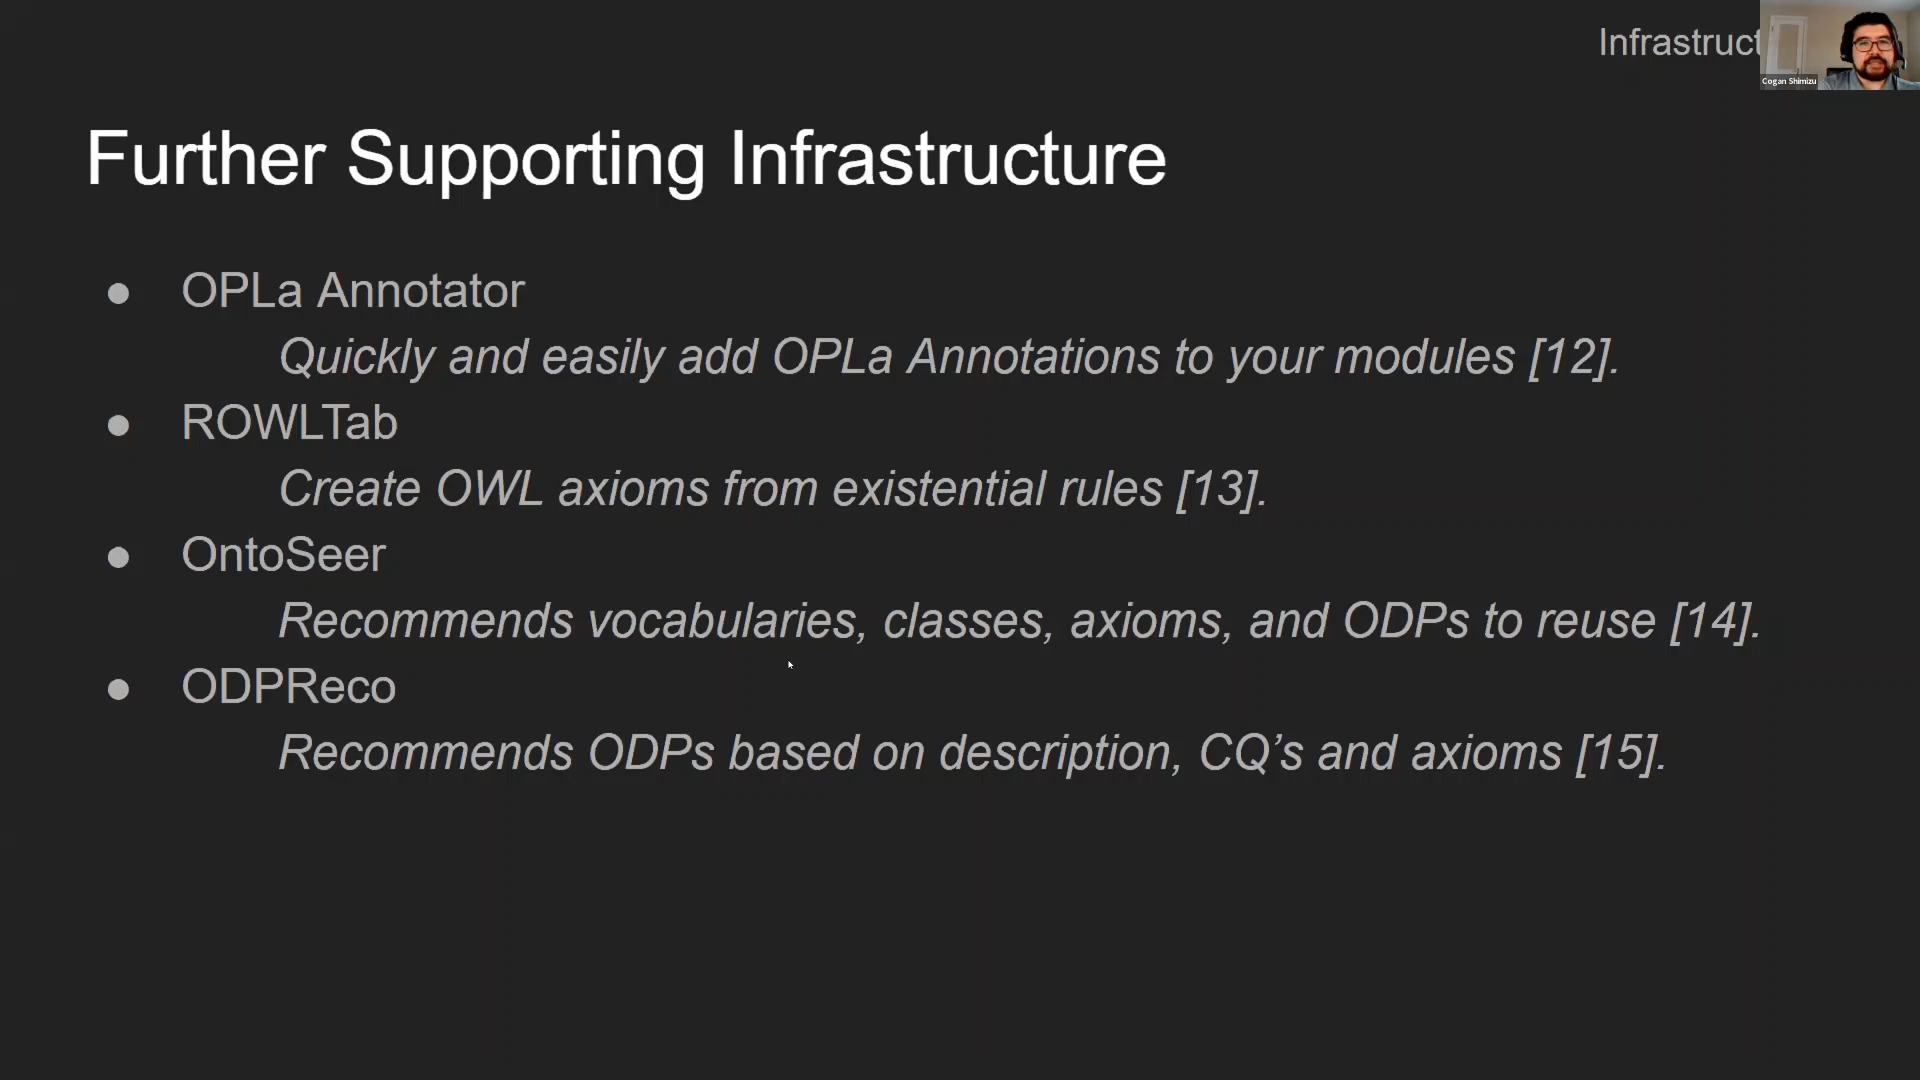 Infrastruct
Cogan Shimizu
Further Supporting Infrastructure
● OPLa Annotator
Quickly and easily add OPLa Annotations to your modules [12].
● ROWLTab
Create OWL axioms from existential rules [13].
● OntoSeer
Recommends vocabularies, classes, axioms, and ODPs to reuse [14].
● ODPReco
Recommends ODPs based on description, CQ’s and axioms [15].